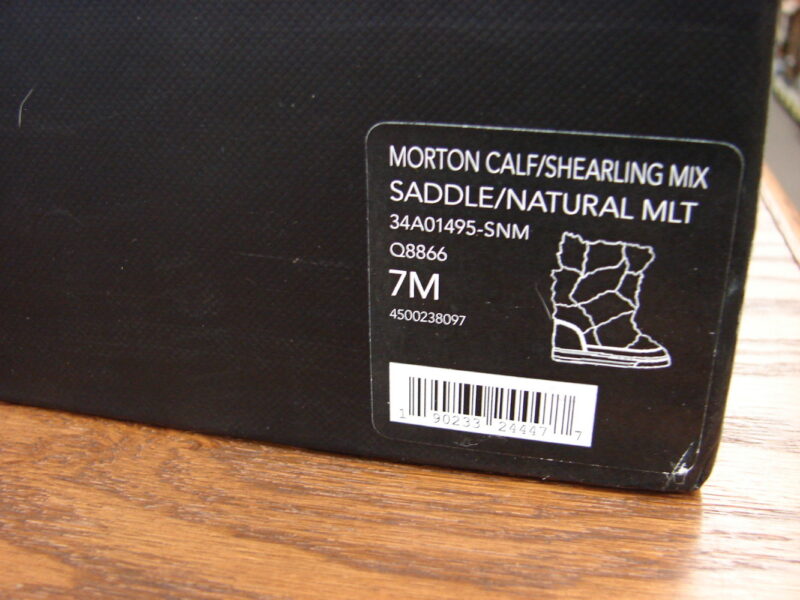 MORTON CALF/SHEARLING MIX
SADDLE/NATURAL MLT
34A01495-SNM
Q8866
7M
4500238097
1 90233 24447 7